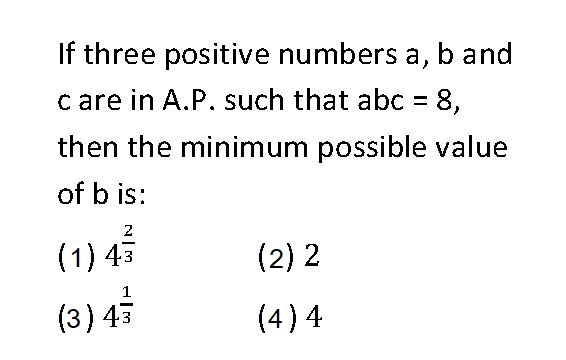 If three positive numbers a, b and
c are in A.P. such that abc = 8,
then the minimum possible value
of b is:
(1) 4^{\frac{2}{3}} (2) 2
(3) 4^{\frac{1}{3}} (4) 4